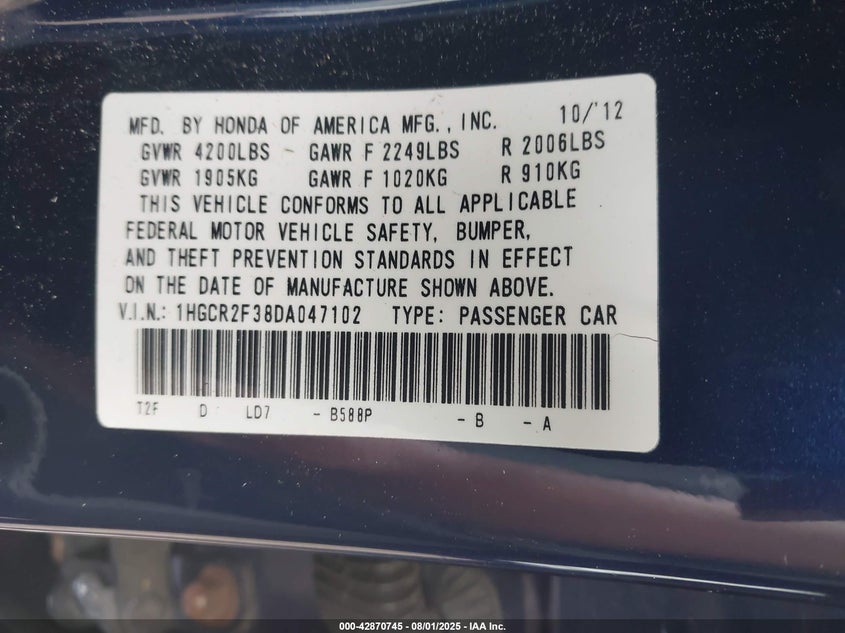 MFD. BY HONDA OF AMERICA MFG., INC. 10/'12
GVWR 4200LBS GAWR F 2249LBS R 2006LBS
GVWR 1905KG GAWR F 1020KG R 910KG
THIS VEHICLE CONFORMS TO ALL APPLICABLE
FEDERAL MOTOR VEHICLE SAFETY, BUMPER,
AND THEFT PREVENTION STANDARDS IN EFFECT
ON THE DATE OF MANUFACTURE SHOWN ABOVE.
V.I.N.: 1HGCR2F38DA047102 TYPE: PASSENGER CAR
T2F D LD7 - B588P - B - A
000-42870745 - 08/01/2025 - IAA Inc.